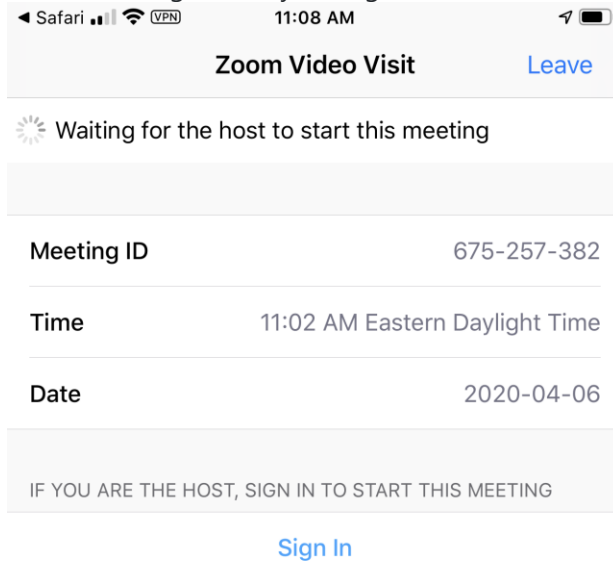 Safari VPN 11:08 AM
Zoom Video Visit Leave
Waiting for the host to start this meeting
Meeting ID 675-257-382
Time 11:02 AM Eastern Daylight Time
Date 2020-04-06
IF YOU ARE THE HOST, SIGN IN TO START THIS MEETING
Sign In